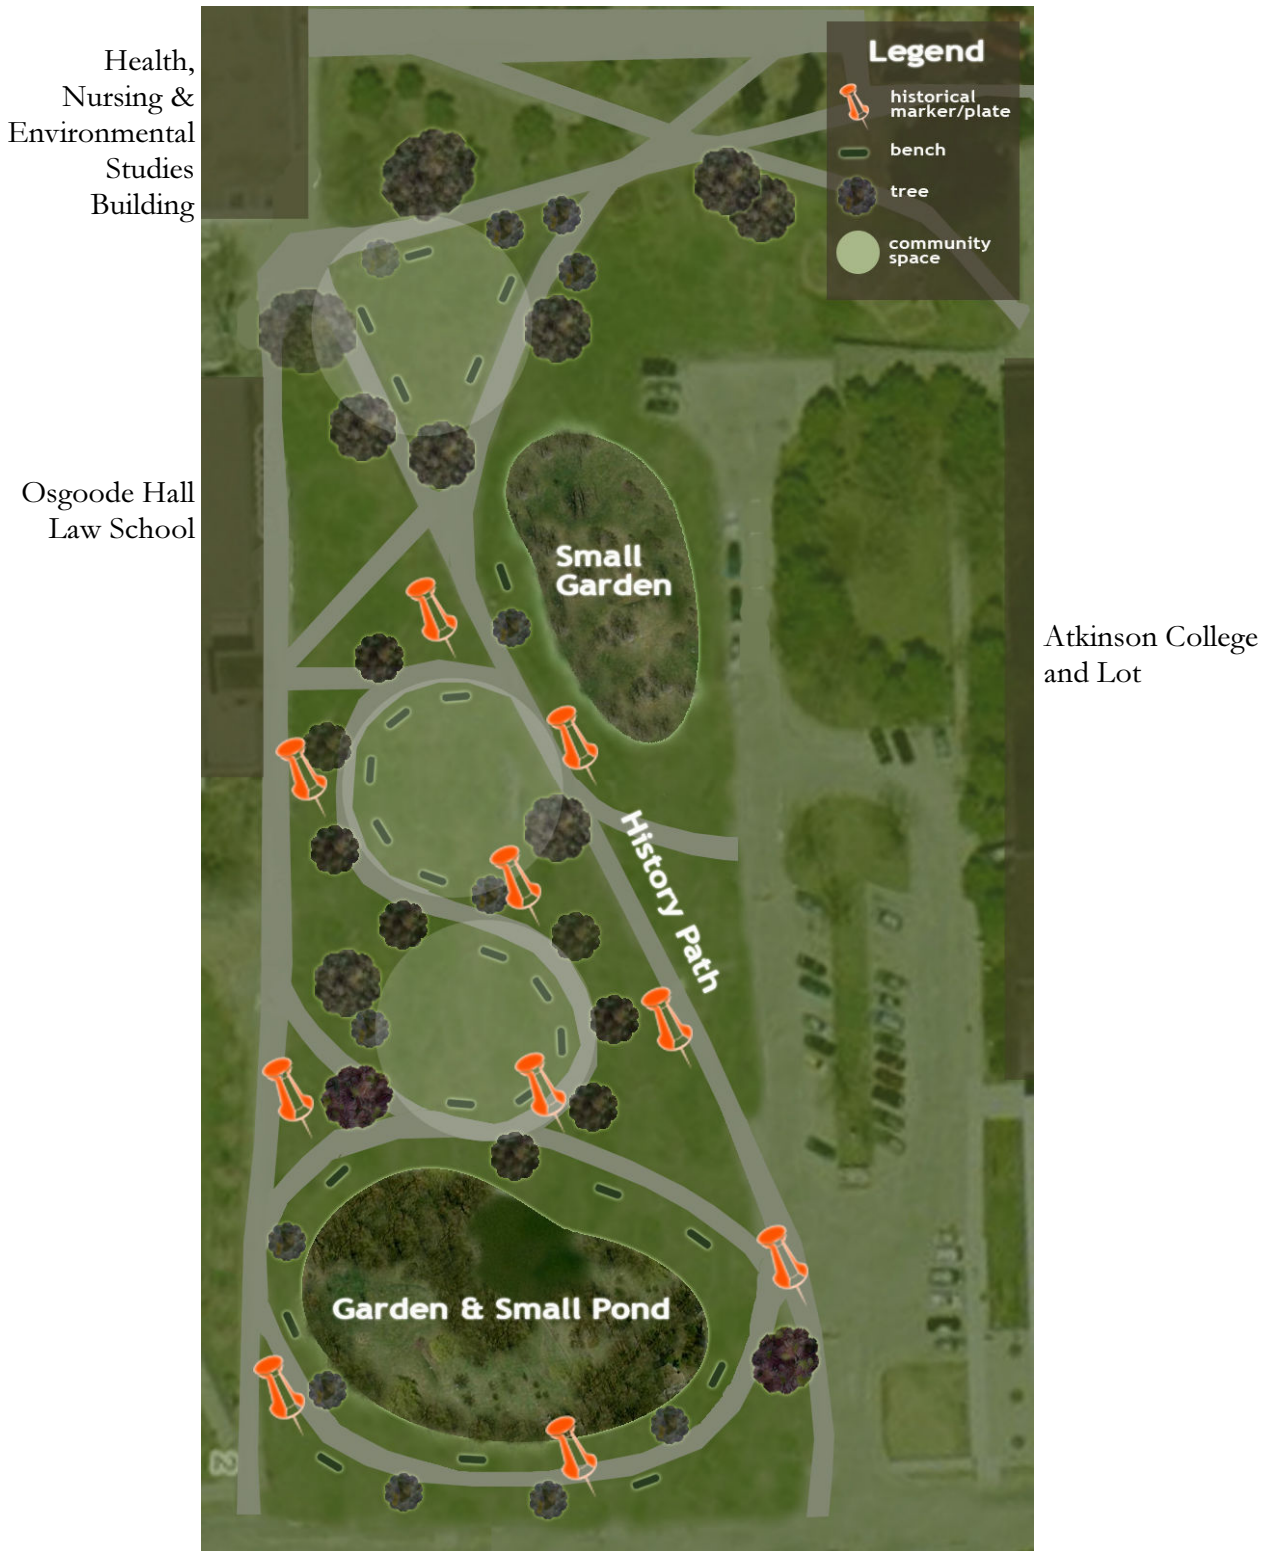 Health,
Nursing &
Environmental
Studies
Building
Legend
historical
marker/plate
bench
tree
community
space
Osgoode Hall
Law School
Small
Garden
Atkinson College
and Lot
History Path
Garden & Small Pond
2